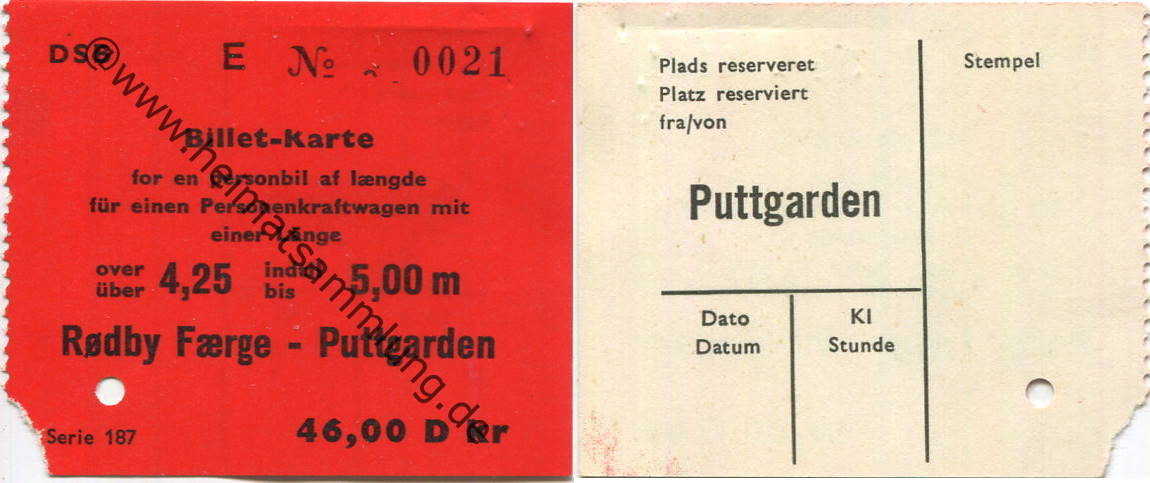 DSB E № 0021
Billet-Karte
for en personbil af længde
für einen Personenkraftwagen mit
einer Länge
over 4,25 indtil 5,00 m
über bis
Rødby Færge - Puttgarden
Serie 187 46,00 D Kr
@www.heimatsammlung.de
Plads reserveret
Platz reserviert
fra/von
Puttgarden
Stempel
Dato
Datum
Kl
Stunde